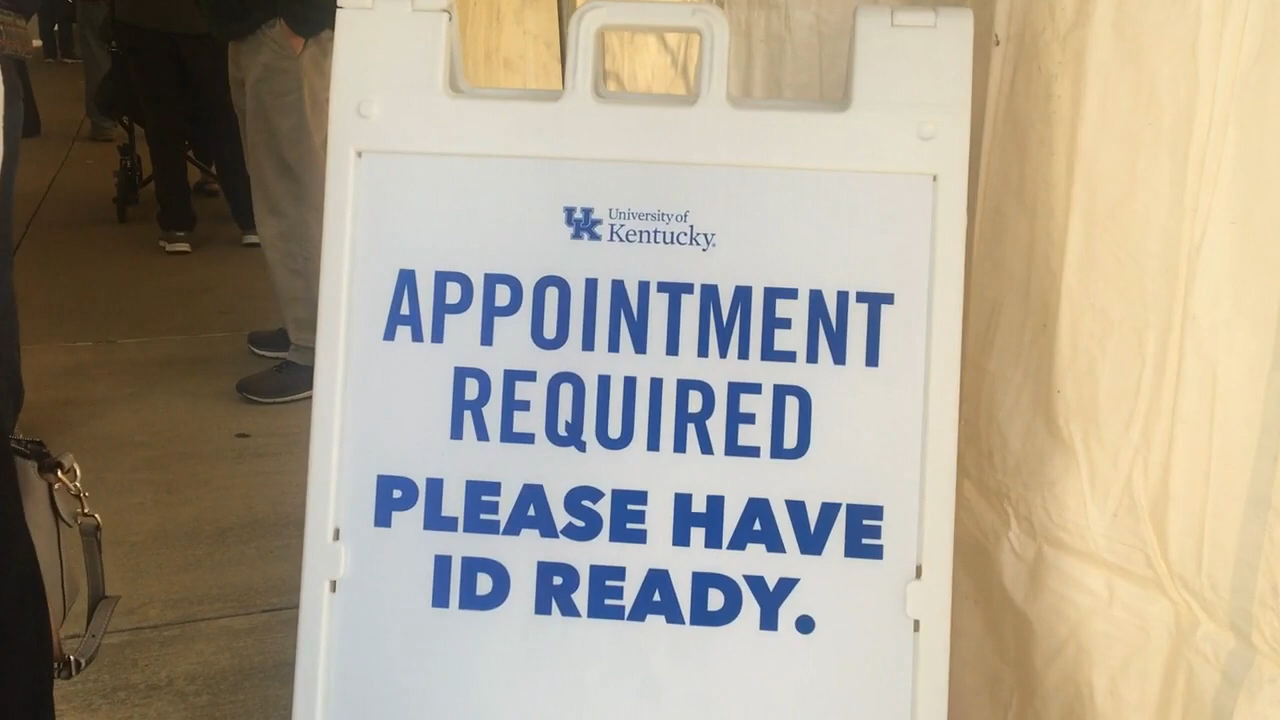 UK University of
Kentucky
APPOINTMENT
REQUIRED
PLEASE HAVE
ID READY.